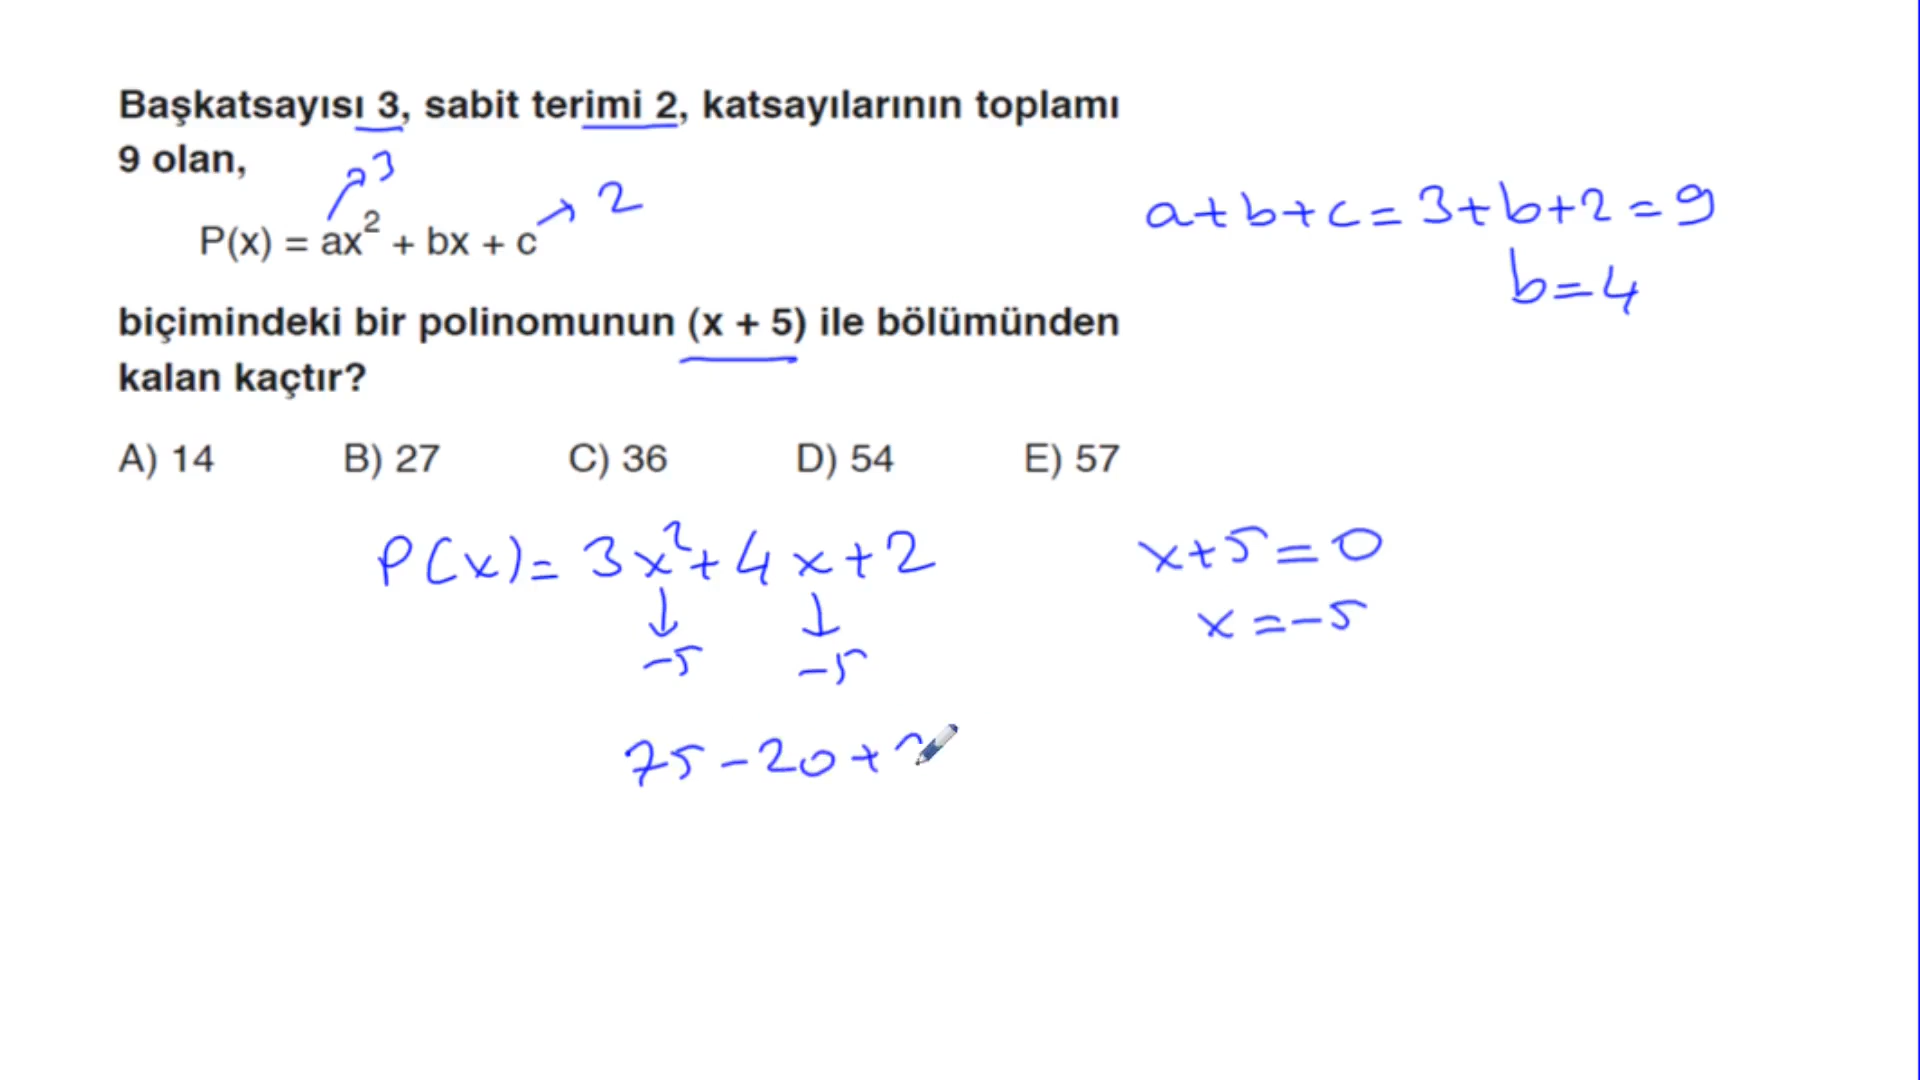 Başkatsayısı 3, sabit terimi 2, katsayılarının toplamı
9 olan,
3
2
P(x) = ax² + bx + c
a+b+c=3+b+2=9
b=4
biçimindeki bir polinomunun (x + 5) ile bölümünden
kalan kaçtır?
A) 14 B) 27 C) 36 D) 54 E) 57
P(x)=3x²+4x+2
-5 -5
x+5=0
x=-5
75-20+